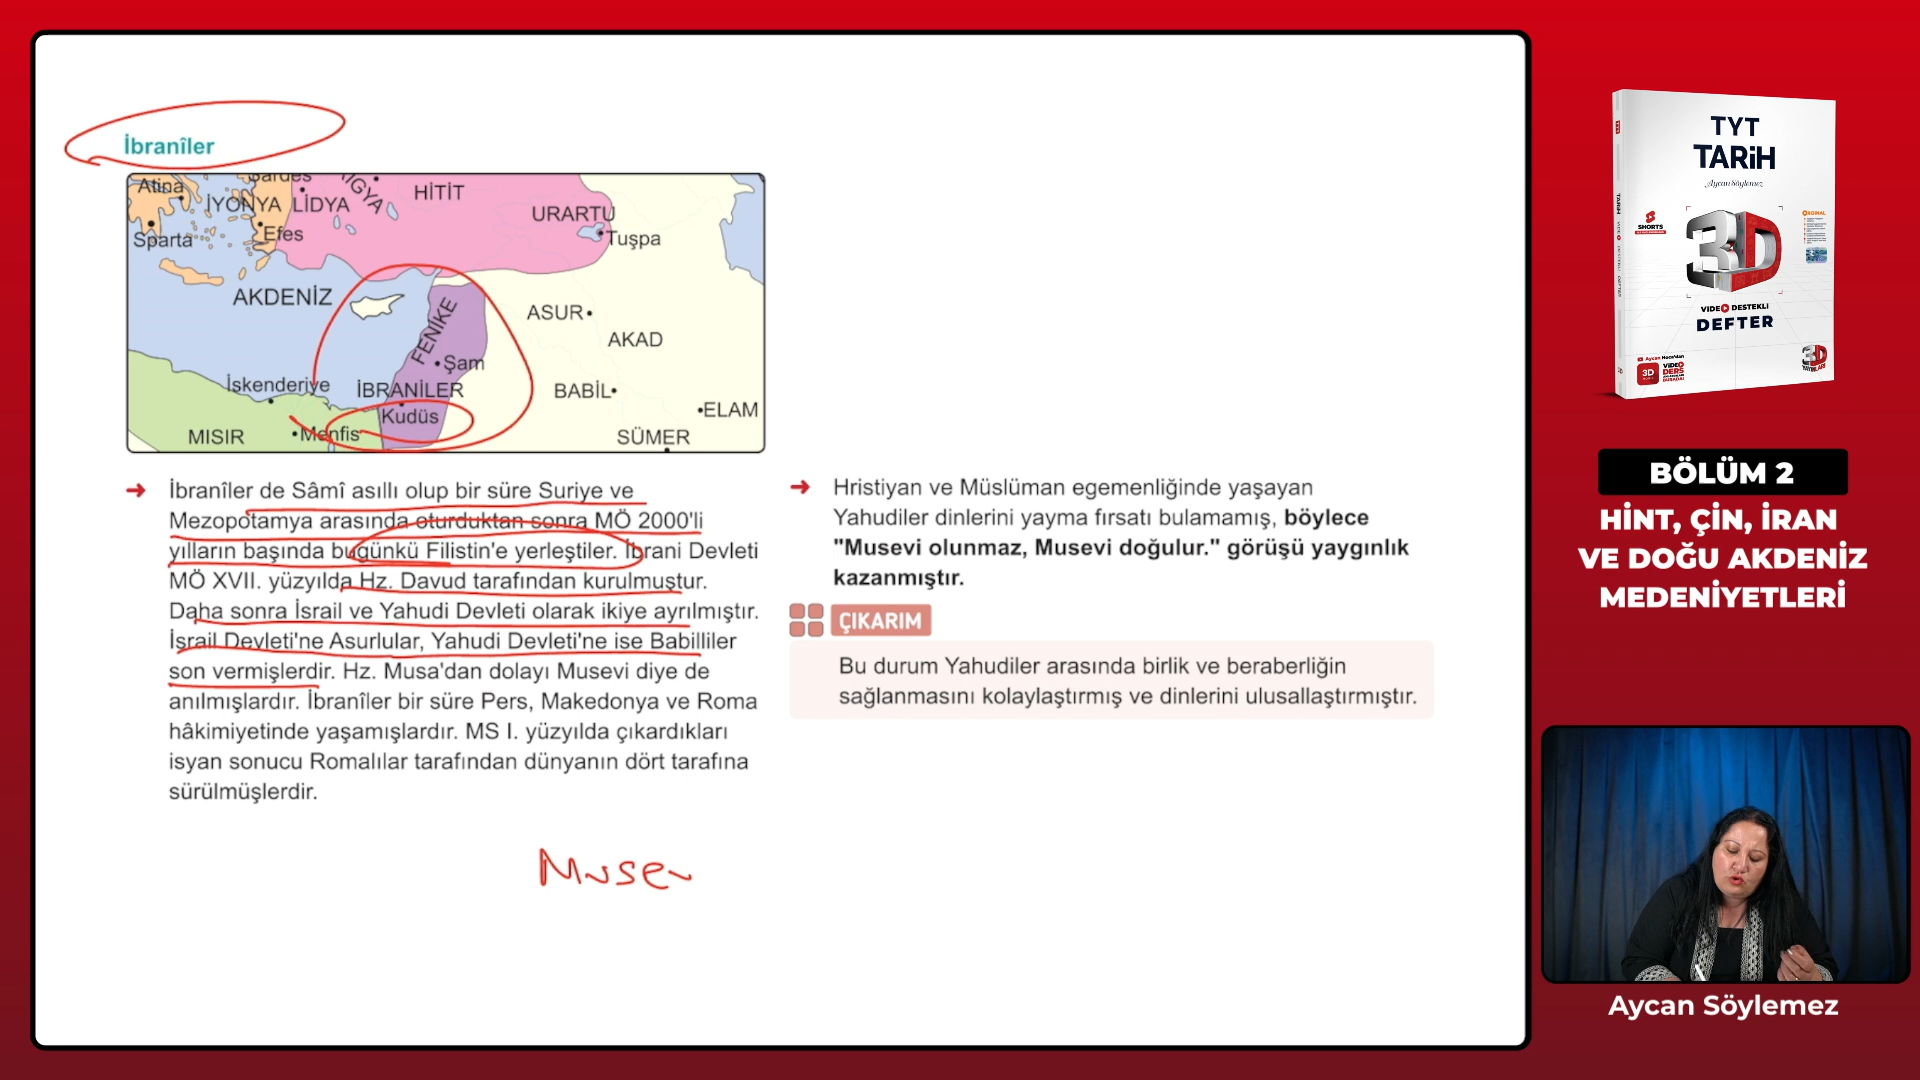 İbranîler
Atina
Sardes
İYONYA
LİDYA
HİTİT
URARTU
Sparta
Efes
Tuşpa
AKDENİZ
FENİKE
ASUR
AKAD
Şam
İskenderiye
İBRANİLER
BABİL
Kudüs
ELAM
MISIR
Menfis
SÜMER
İbranîler de Sâmî asıllı olup bir süre Suriye ve
Mezopotamya arasında oturduktan sonra MÖ 2000'li
yılların başında bugünkü Filistin'e yerleştiler. İbrani Devleti
MÖ XVII. yüzyılda Hz. Davud tarafından kurulmuştur.
Daha sonra İsrail ve Yahudi Devleti olarak ikiye ayrılmıştır.
İsrail Devleti'ne Asurlular, Yahudi Devleti'ne ise Babilliler
son vermişlerdir. Hz. Musa'dan dolayı Musevi diye de
anılmışlardır. İbranîler bir süre Pers, Makedonya ve Roma
hâkimiyetinde yaşamışlardır. MS I. yüzyılda çıkardıkları
isyan sonucu Romalılar tarafından dünyanın dört tarafına
sürülmüşlerdir.
Musev
Hristiyan ve Müslüman egemenliğinde yaşayan
Yahudiler dinlerini yayma fırsatı bulamamış, böylece
"Musevi olunmaz, Musevi doğulur." görüşü yaygınlık
kazanmıştır.
ÇIKARIM
Bu durum Yahudiler arasında birlik ve beraberliğin
sağlanmasını kolaylaştırmış ve dinlerini ulusallaştırmıştır.
TYT
TARİH
Aycan Söylemez
SHORTS
3D
VIDEO DESTEKLİ
DEFTER
BÖLÜM 2
HİNT, ÇİN, İRAN
VE DOĞU AKDENİZ
MEDENİYETLERİ
Aycan Söylemez